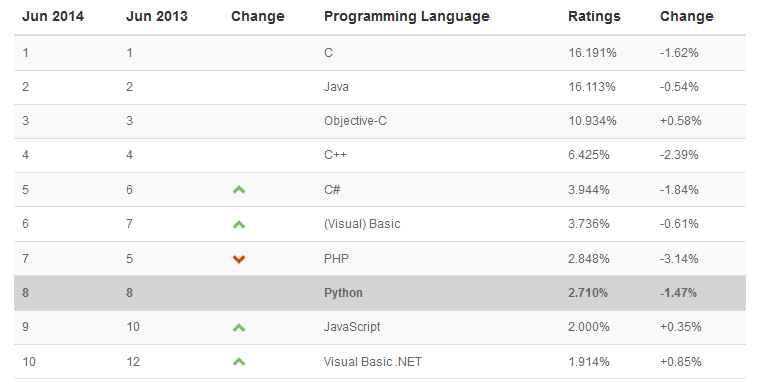 Jun 2014 Jun 2013 Change Programming Language Ratings Change
1 1 C 16.191% -1.62%
2 2 Java 16.113% -0.54%
3 3 Objective-C 10.934% +0.58%
4 4 C++ 6.425% -2.39%
5 6 C# 3.944% -1.84%
6 7 (Visual) Basic 3.736% -0.61%
7 5 PHP 2.848% -3.14%
8 8 Python 2.710% -1.47%
9 10 JavaScript 2.000% +0.35%
10 12 Visual Basic .NET 1.914% +0.85%